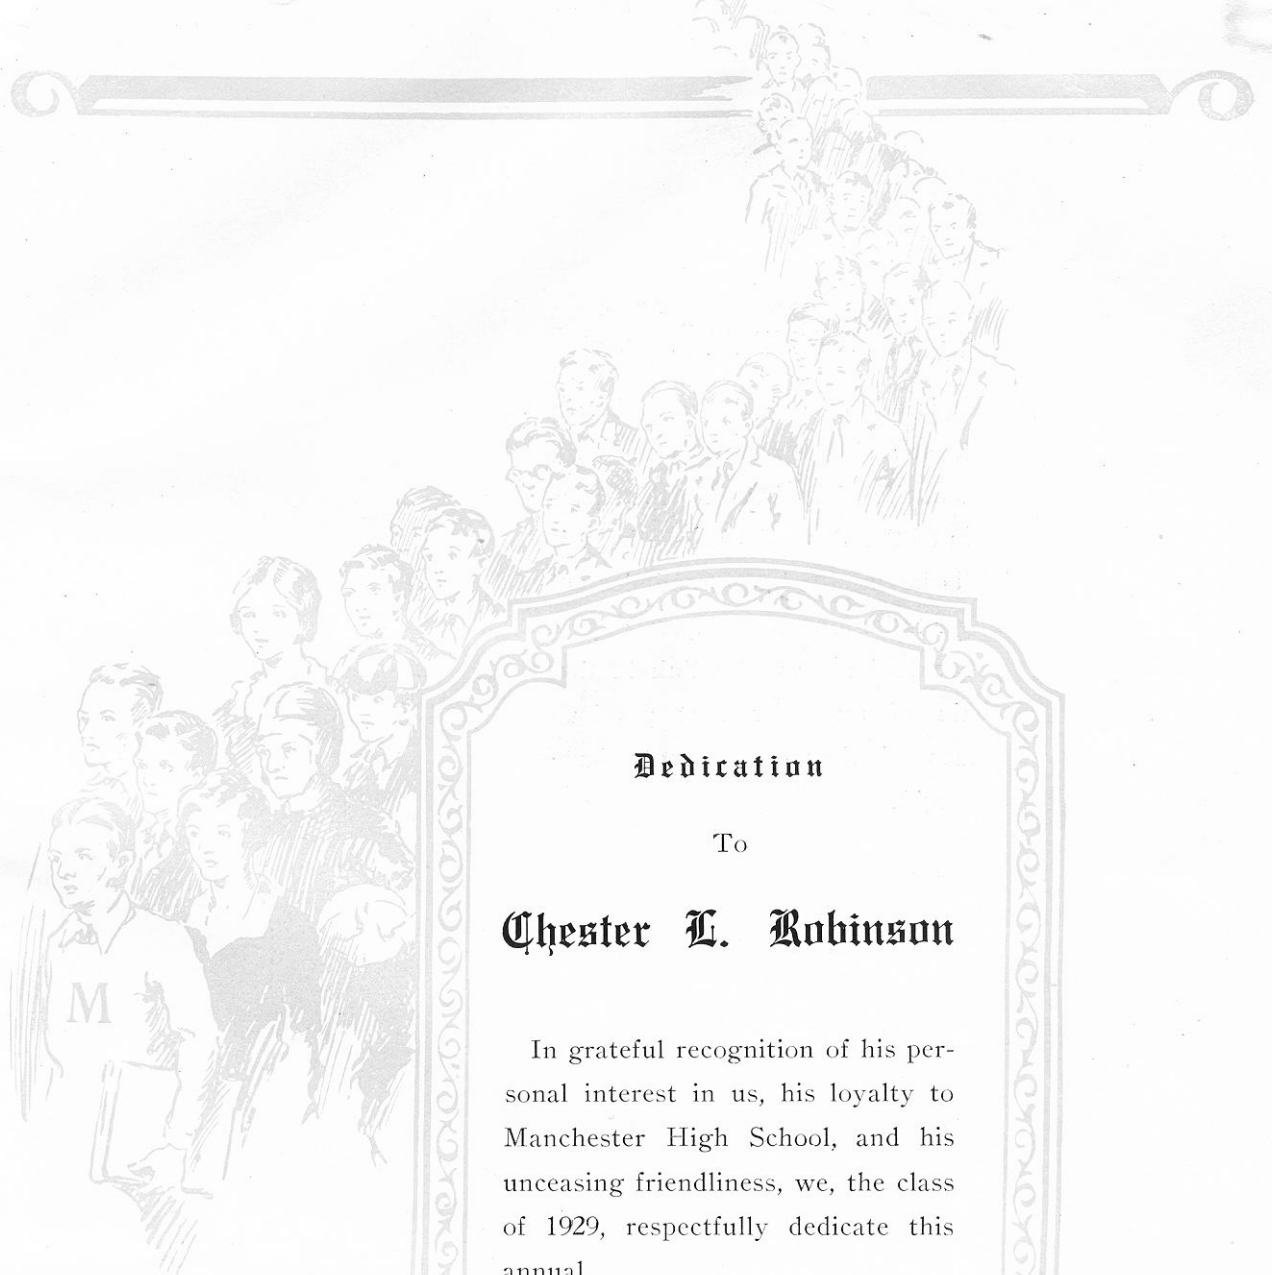 M
Dedication
To
Chester L. Robinson
In grateful recognition of his per-
sonal interest in us, his loyalty to
Manchester High School, and his
unceasing friendliness, we, the class
of 1929, respectfully dedicate this
annual